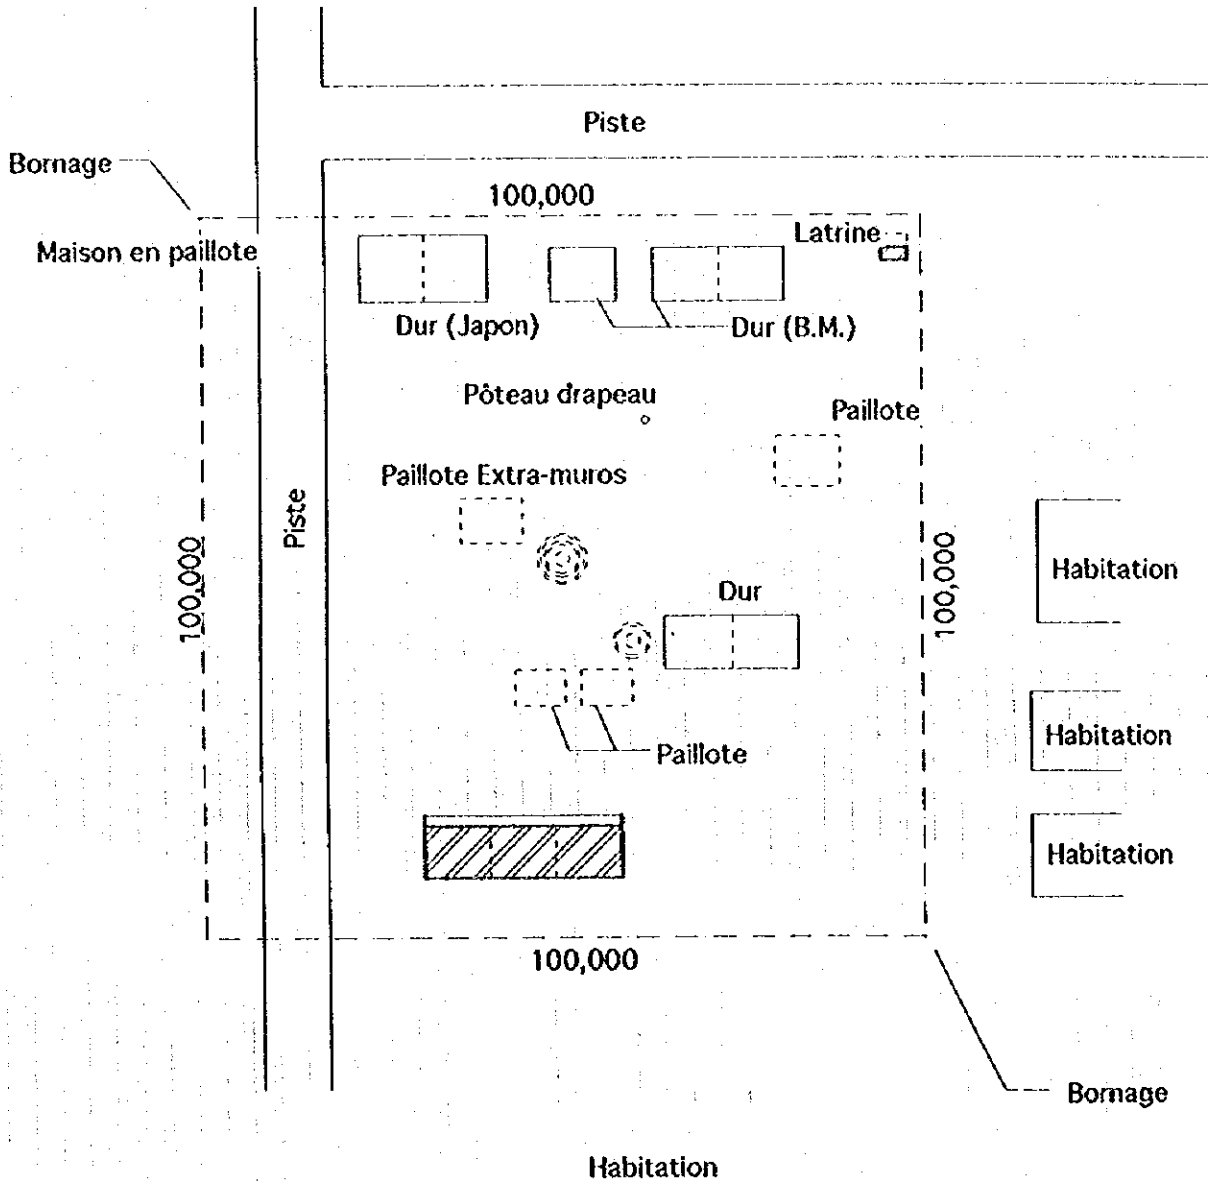 Piste
Bornage
100,000
Maison en paillote
Latrine
Dur (Japon)
Dur (B.M.)
Pôteau drapeau
Paillote
Paillote Extra-muros
Piste
100,000
100,000
Habitation
Dur
Habitation
Paillote
Habitation
100,000
Bornage
Habitation